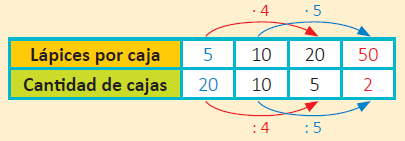 · 4 · 5
Lápices por caja 5 10 20 50
Cantidad de cajas 20 10 5 2
: 4 : 5